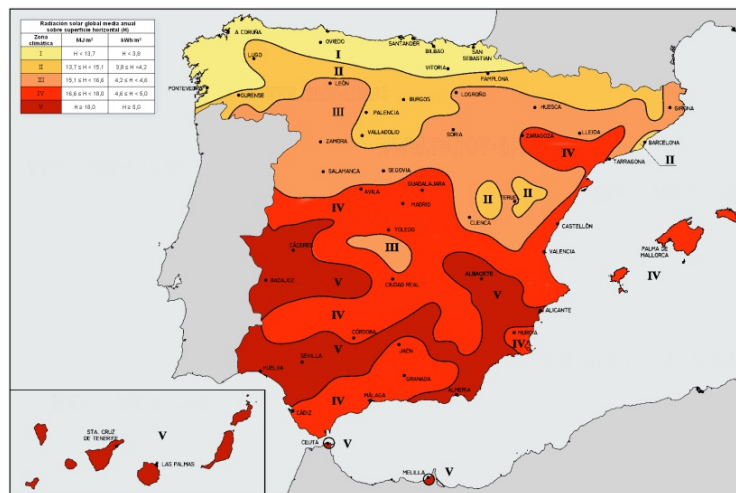 Radiación solar global media anual
sobre superficie horizontal (H)
Zona climática MJ/m² kWh/m²
I H < 13,7 H < 3,8
II 13,7 ≤ H < 15,1 3,8 ≤ H <4,2
III 15,1 ≤ H < 16,6 4,2 ≤ H < 4,6
IV 16,6 ≤ H < 18,0 4,6 ≤ H < 5,0
V H ≥ 18,0 H ≥ 5,0
A CORUÑA
OVIEDO
SANTANDER
BILBAO
SAN SEBASTIAN
I
LUGO
VITORIA
II
PAMPLONA
PONTEVEDRA
OURENSE
LEÓN
BURGOS
LOGROÑO
HUESCA
GIRONA
III
PALENCIA
VALLADOLID
ZAMORA
SORIA
ZARAGOZA
LLEIDA
BARCELONA
IV
TARRAGONA
II
SALAMANCA
SEGOVIA
AVILA
GUADALAJARA
IV
MADRID
II
II
TERUEL
CUENCA
CASTELLÓN
TOLEDO
CÁCERES
III
VALENCIA
PALMA DE MALLORCA
IV
BADAJOZ
V
CIUDAD REAL
ALBACETE
V
ALICANTE
IV
CÓRDOBA
V
MURCIA
IV
JAÉN
SEVILLA
HUELVA
GRANADA
IV
MÁLAGA
ALMERÍA
CÁDIZ
CEUTA
V
MELILLA
V
STA. CRUZ DE TENERIFE
V
LAS PALMAS